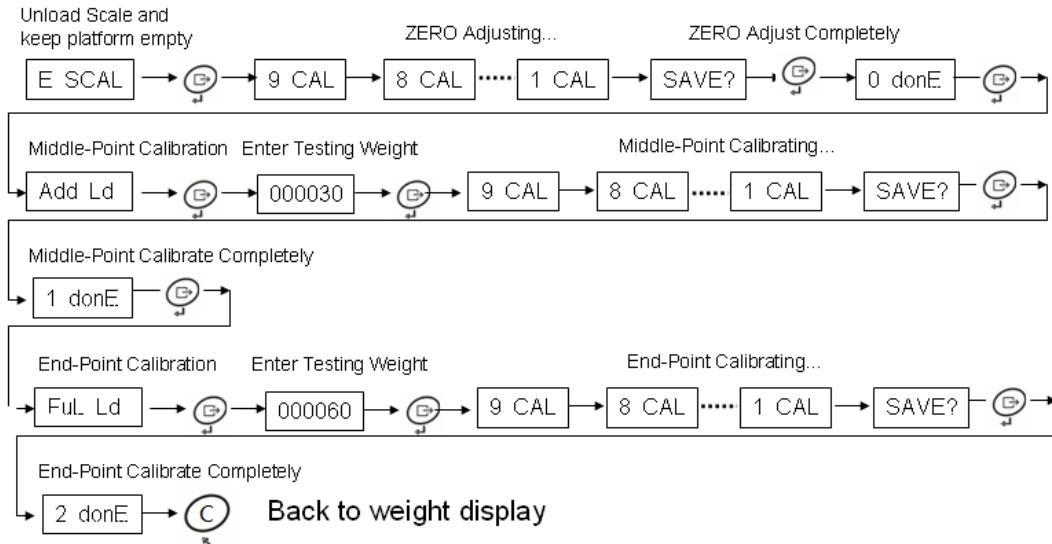 Unload Scale and
keep platform empty
ZERO Adjusting...
ZERO Adjust Completely
E SCAL
9 CAL
8 CAL
1 CAL
SAVE?
0 donE
Middle-Point Calibration
Enter Testing Weight
Middle-Point Calibrating...
Add Ld
000030
9 CAL
8 CAL
1 CAL
SAVE?
Middle-Point Calibrate Completely
1 donE
End-Point Calibration
Enter Testing Weight
End-Point Calibrating...
FuL Ld
000060
9 CAL
8 CAL
1 CAL
SAVE?
End-Point Calibrate Completely
2 donE
C
Back to weight display